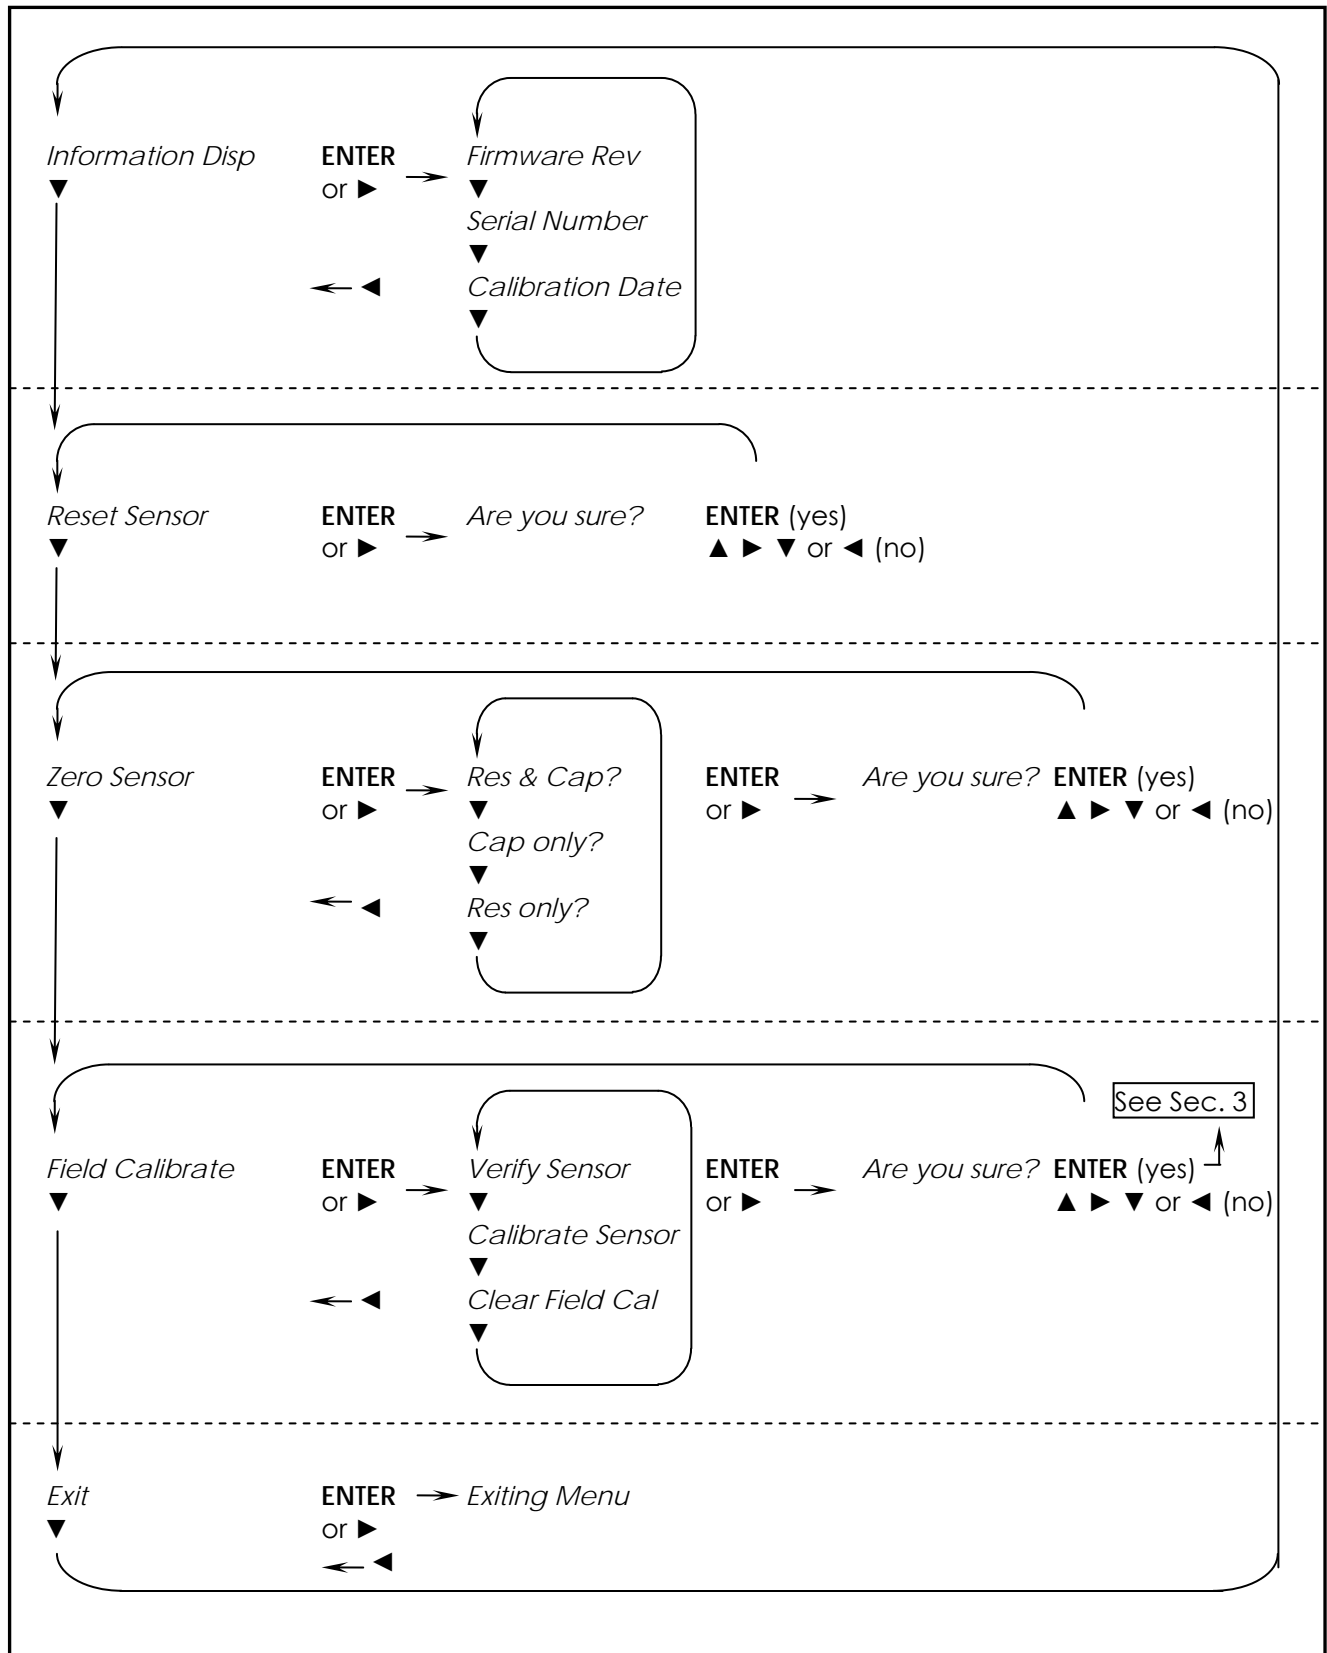 Information Disp ENTER Firmware Rev
▼ or ► ▼
Serial Number
▼
◄ Calibration Date
▼
Reset Sensor ENTER Are you sure? ENTER (yes)
▼ or ► ▲ ► ▼ or ◄ (no)
Zero Sensor ENTER Res & Cap? ENTER Are you sure? ENTER (yes)
▼ or ► ▼ or ► ▲ ► ▼ or ◄ (no)
Cap only?
▼
◄ Res only?
▼
See Sec. 3
Field Calibrate ENTER Verify Sensor ENTER Are you sure? ENTER (yes)
▼ or ► ▼ or ► ▲ ► ▼ or ◄ (no)
Calibrate Sensor
▼
◄ Clear Field Cal
▼
Exit ENTER Exiting Menu
▼ or ►
◄